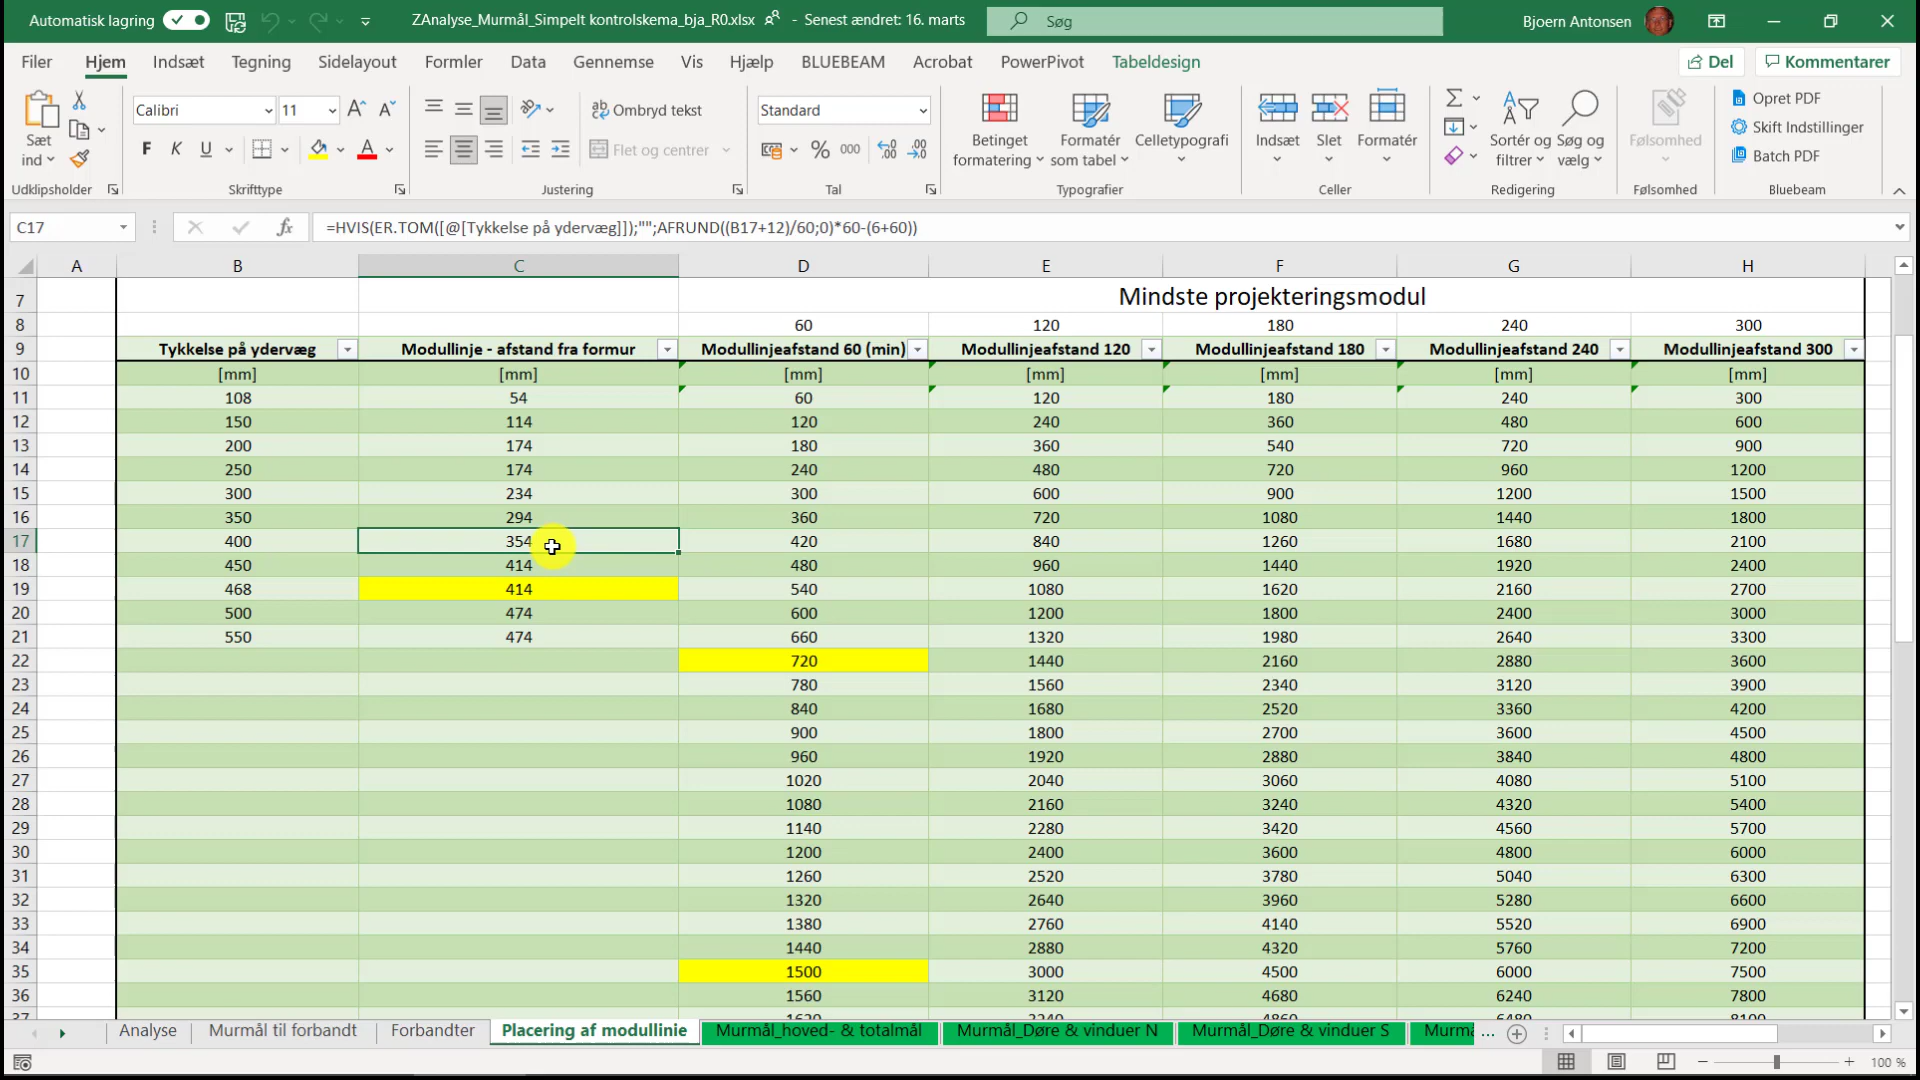 Automatisk lagring ZAnalyse_Murmål_Simpelt kontrolskema_bja_R0.xlsx - Senest ændret: 16. marts Søg Bjoern Antonsen
Filer Hjem Indsæt Tegning Sidelayout Formler Data Gennemse Vis Hjælp BLUEBEAM Acrobat PowerPivot Tabeldesign Del Kommentarer
Sæt ind Calibri 11 Ombryd tekst Standard Betinget formatering Formatér som tabel Celletypografi Indsæt Slet Formatér Sortér og filtrer Søg og vælg Følsomhed Opret PDF
F K U Flet og centrer % 000 Skift Indstillinger
Batch PDF
Udklipsholder Skrifttype Justering Tal Typografier Celler Redigering Følsomhed Bluebeam
C17 fx =HVIS(ER.TOM([@[Tykkelse på ydervæg]]);"";AFRUND((B17+12)/60;0)*60-(6+60))
A B C D E F G H
7 Mindste projekteringsmodul
8 60 120 180 240 300
9 Tykkelse på ydervæg Modullinje - afstand fra formur Modullinjeafstand 60 (min) Modullinjeafstand 120 Modullinjeafstand 180 Modullinjeafstand 240 Modullinjeafstand 300
10 [mm] [mm] [mm] [mm] [mm] [mm] [mm]
11 108 54 60 120 180 240 300
12 150 114 120 240 360 480 600
13 200 174 180 360 540 720 900
14 250 174 240 480 720 960 1200
15 300 234 300 600 900 1200 1500
16 350 294 360 720 1080 1440 1800
17 400 354 420 840 1260 1680 2100
18 450 414 480 960 1440 1920 2400
19 468 414 540 1080 1620 2160 2700
20 500 474 600 1200 1800 2400 3000
21 550 474 660 1320 1980 2640 3300
22 720 1440 2160 2880 3600
23 780 1560 2340 3120 3900
24 840 1680 2520 3360 4200
25 900 1800 2700 3600 4500
26 960 1920 2880 3840 4800
27 1020 2040 3060 4080 5100
28 1080 2160 3240 4320 5400
29 1140 2280 3420 4560 5700
30 1200 2400 3600 4800 6000
31 1260 2520 3780 5040 6300
32 1320 2640 3960 5280 6600
33 1380 2760 4140 5520 6900
34 1440 2880 4320 5760 7200
35 1500 3000 4500 6000 7500
36 1560 3120 4680 6240 7800
Analyse Murmål til forbandt Forbandter Placering af modullinie Murmål_hoved- & totalmål Murmål_Døre & vinduer N Murmål_Døre & vinduer S Murm ...
100 %